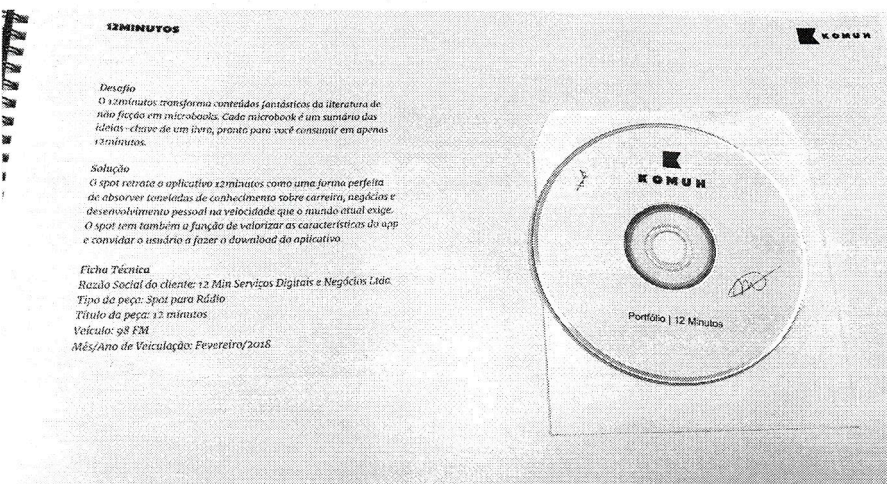 12MINUTOS
KOMUH
Desafio
O 12minutos transforma conteúdos fantásticos da literatura de
não ficção em microbooks. Cada microbook é um sumário das
ideias-chave de um livro, pronto para você consumir em apenas
12minutos.
Solução
O spot retrata o aplicativo 12minutos como uma forma perfeita
de absorver toneladas de conhecimento sobre carreira, negócios e
desenvolvimento pessoal na velocidade que o mundo atual exige.
O spot tem também a função de valorizar as características do app
e convidar o usuário a fazer o download do aplicativo
Ficha Técnica
Razão Social do cliente: 12 Min Serviços Digitais e Negócios Ltda.
Tipo da peça: Spot para Rádio
Título da peça: 12 minutos
Veículo: 98 FM
Mês/Ano de Veiculação: Fevereiro/2018
KOMUH
Portfólio | 12 Minutos